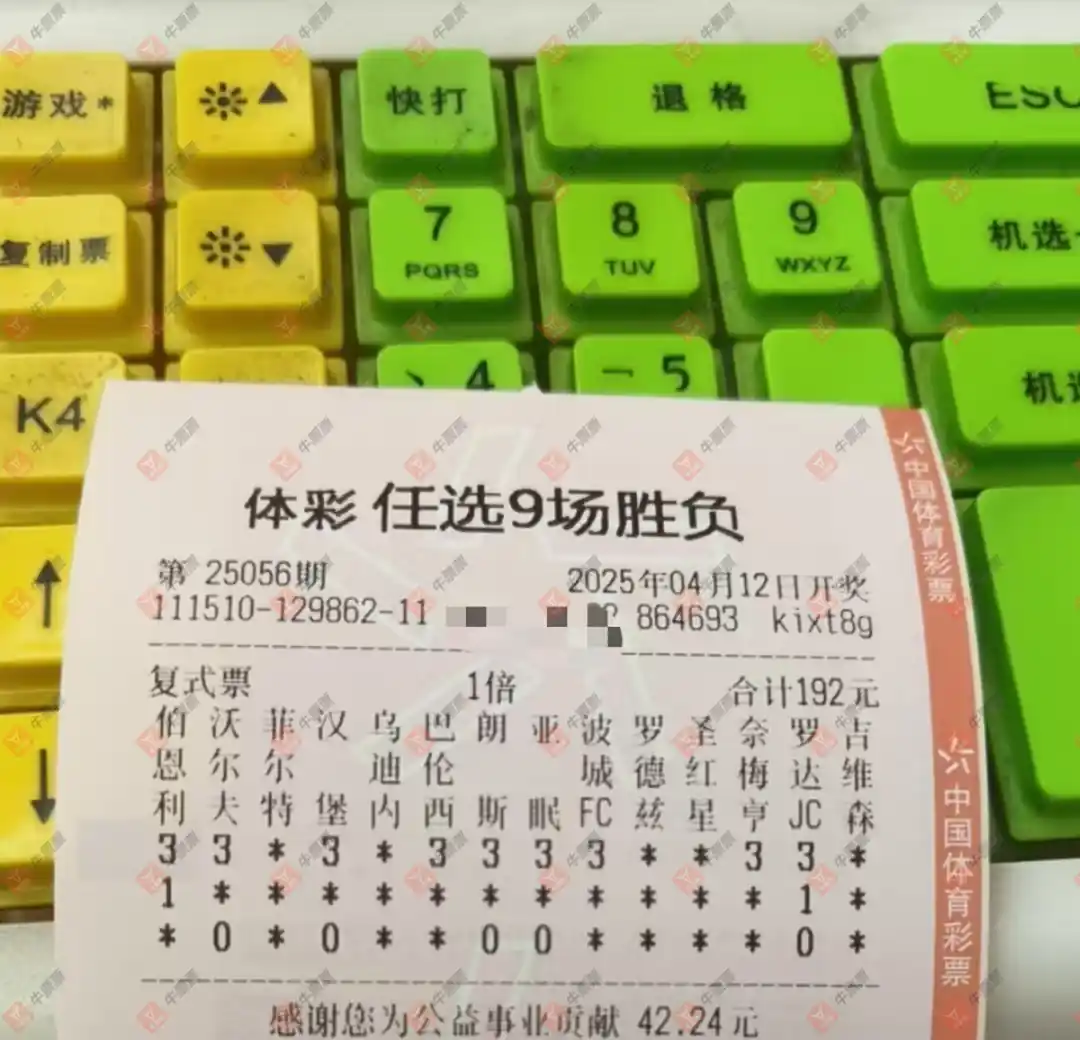 游戏*
快打
退格
ESC
复制票
7
PQRS
8
TUV
9
WXYZ
K4
4
5
体彩 任选9场胜负
第 25056期 2025年04月12日开奖
111510-129862-11 864693 kixt8g
复式票 1倍 合计192元
伯 沃 菲 汉 乌 巴 朗 亚 波 罗 圣 奈 罗 吉
恩 尔 尔 迪 伦 城 德 红 梅 达 维
利 夫 特 堡 内 西 斯 眠 FC 兹 星 亨 JC 森
3 3 * 3 * 3 3 3 3 * * 3 3 *
1 * * * * * * * * * * * 1 *
* 0 * 0 * * 0 0 * * * * 0 *
感谢您为公益事业贡献 42.24元
中国体育彩票
中国体育彩票
牛票票